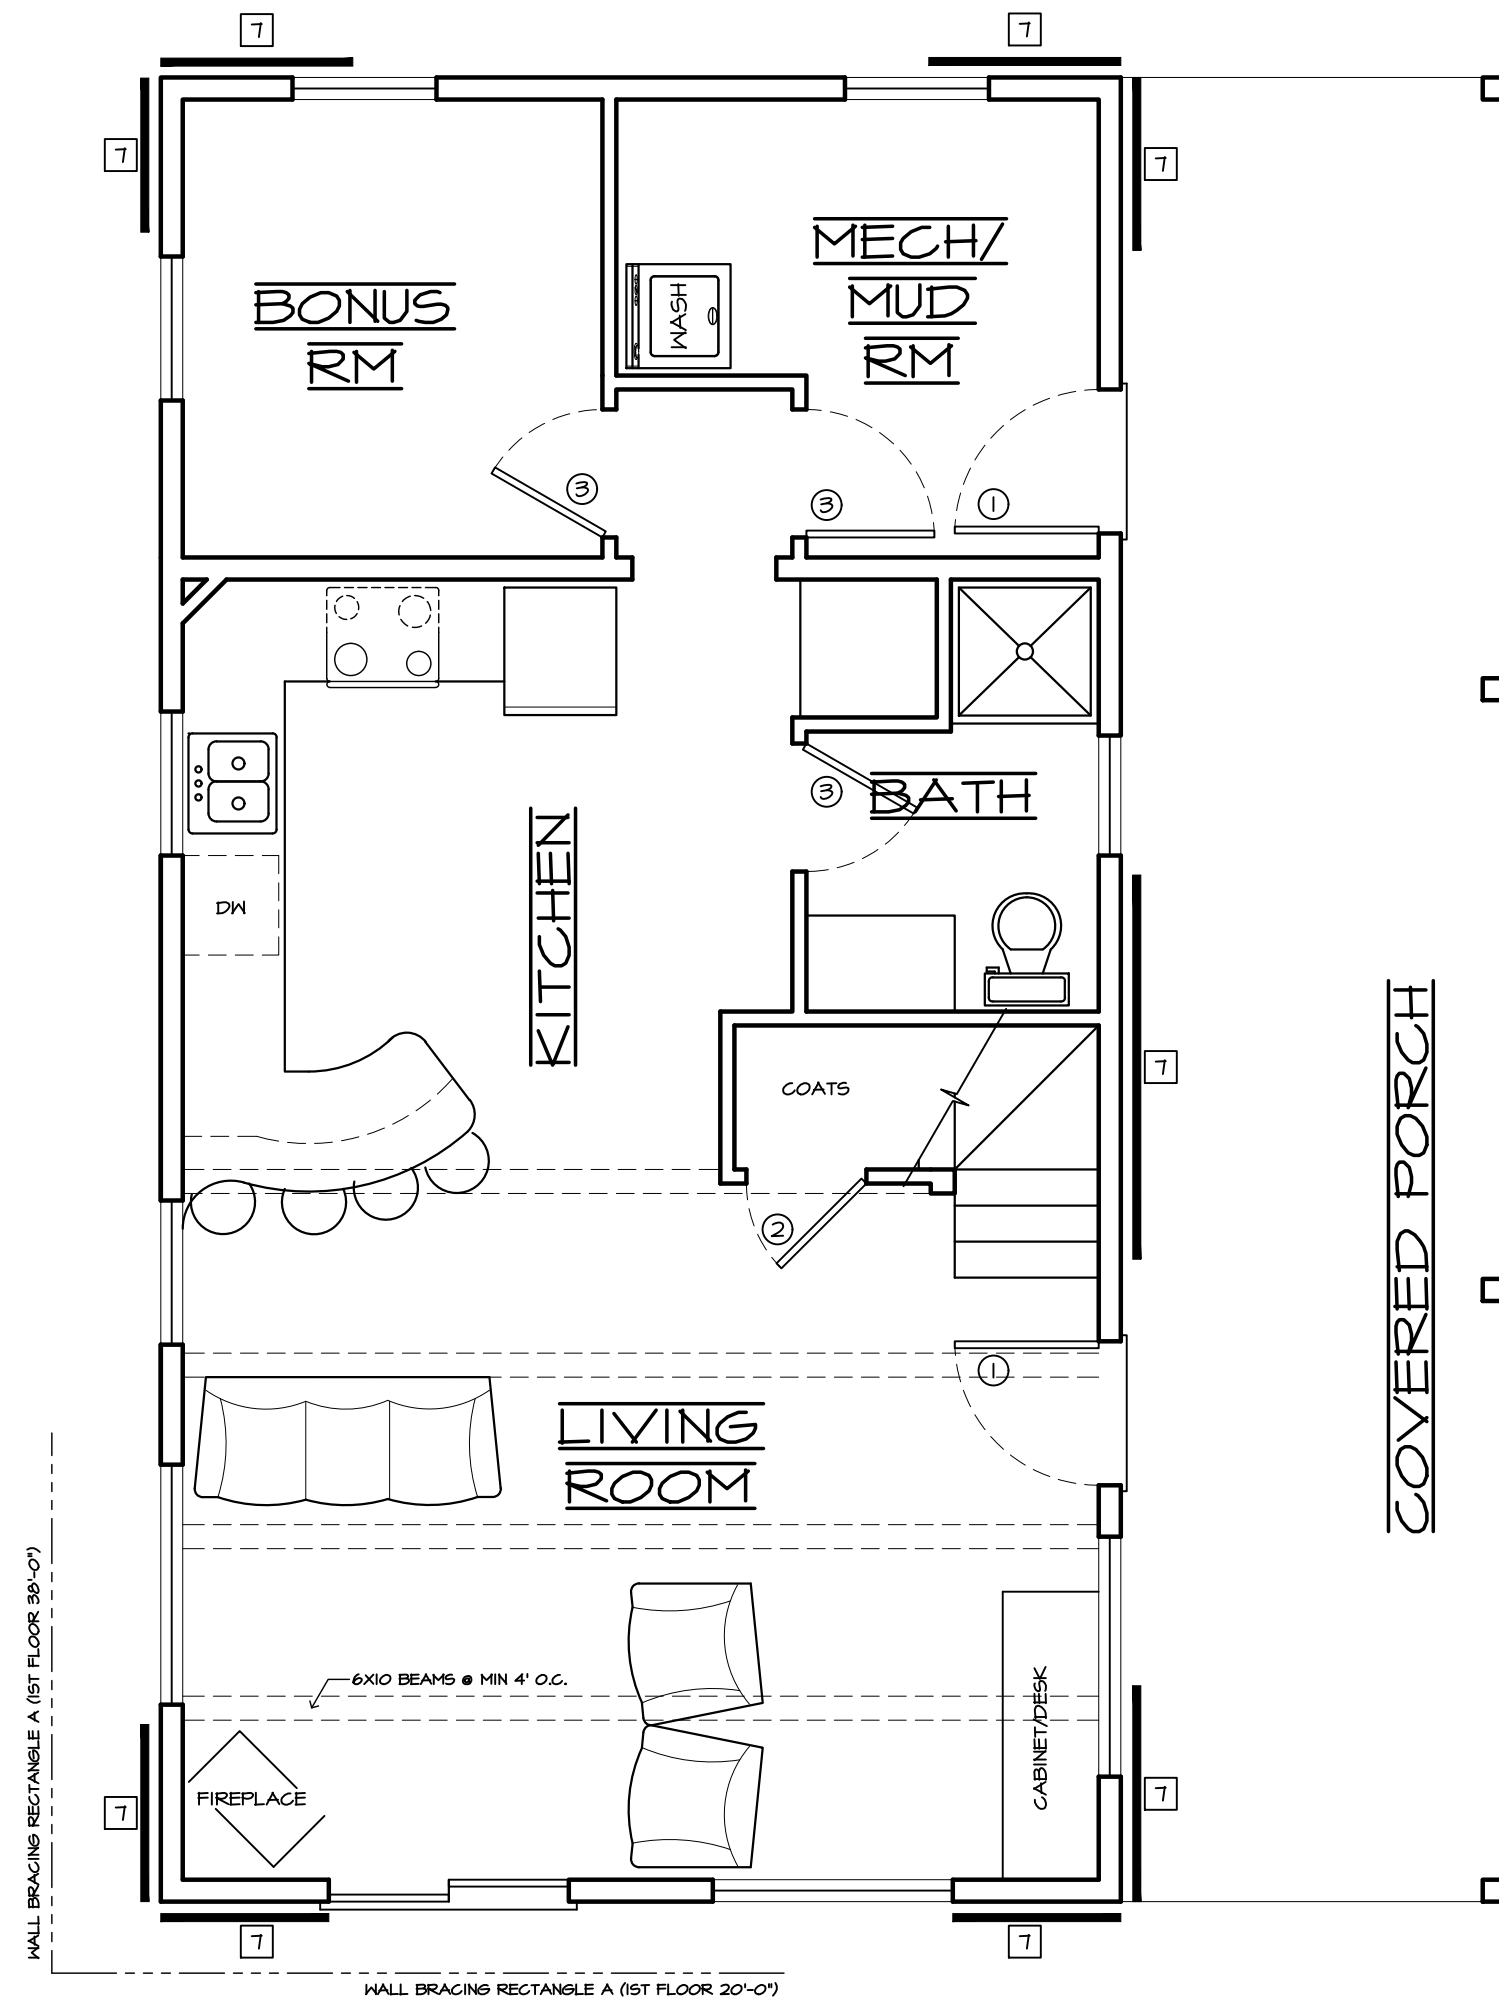 7
7
7
7
BONUS
RM
MECH/
MUD
RM
WASH
3
3
1
KITCHEN
3
BATH
DW
COATS
7
2
COVERED PORCH
1
LIVING
ROOM
6X10 BEAMS @ MIN 4' O.C.
CABINET/DESK
FIREPLACE
7
7
7
7
WALL BRACING RECTANGLE A (1ST FLOOR 38'-0")
WALL BRACING RECTANGLE A (1ST FLOOR 20'-0")